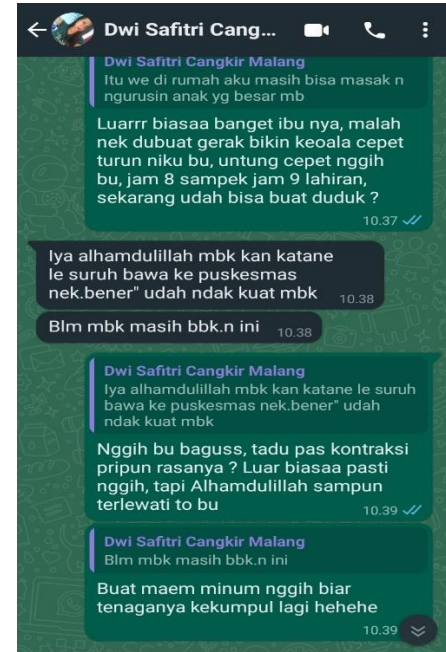 Dwi Safitri Cang...
Dwi Safitri Cangkir Malang
Itu we di rumah aku masih bisa masak n
ngurusin anak yg besar mb
Luarrr biasaa banget ibu nya, malah
nek dubuat gerak bikin keoala cepet
turun niku bu, untung cepet nggih
bu, jam 8 sampek jam 9 lahiran,
sekarang udah bisa buat duduk ?
10.37
Iya alhamdulillah mbk kan katane
le suruh bawa ke puskesmas
nek.bener" udah ndak kuat mbk
10.38
Blm mbk masih bbk.n ini
10.38
Dwi Safitri Cangkir Malang
Iya alhamdulillah mbk kan katane le suruh
bawa ke puskesmas nek.bener" udah
ndak kuat mbk
Nggih bu baguss, tadu pas kontraksi
pripun rasanya ? Luar biasaa pasti
nggih, tapi Alhamdulillah sampun
terlewati to bu
10.39
Dwi Safitri Cangkir Malang
Blm mbk masih bbk.n ini
Buat maem minum nggih biar
tenaganya kekumpul lagi hehehe
10.39